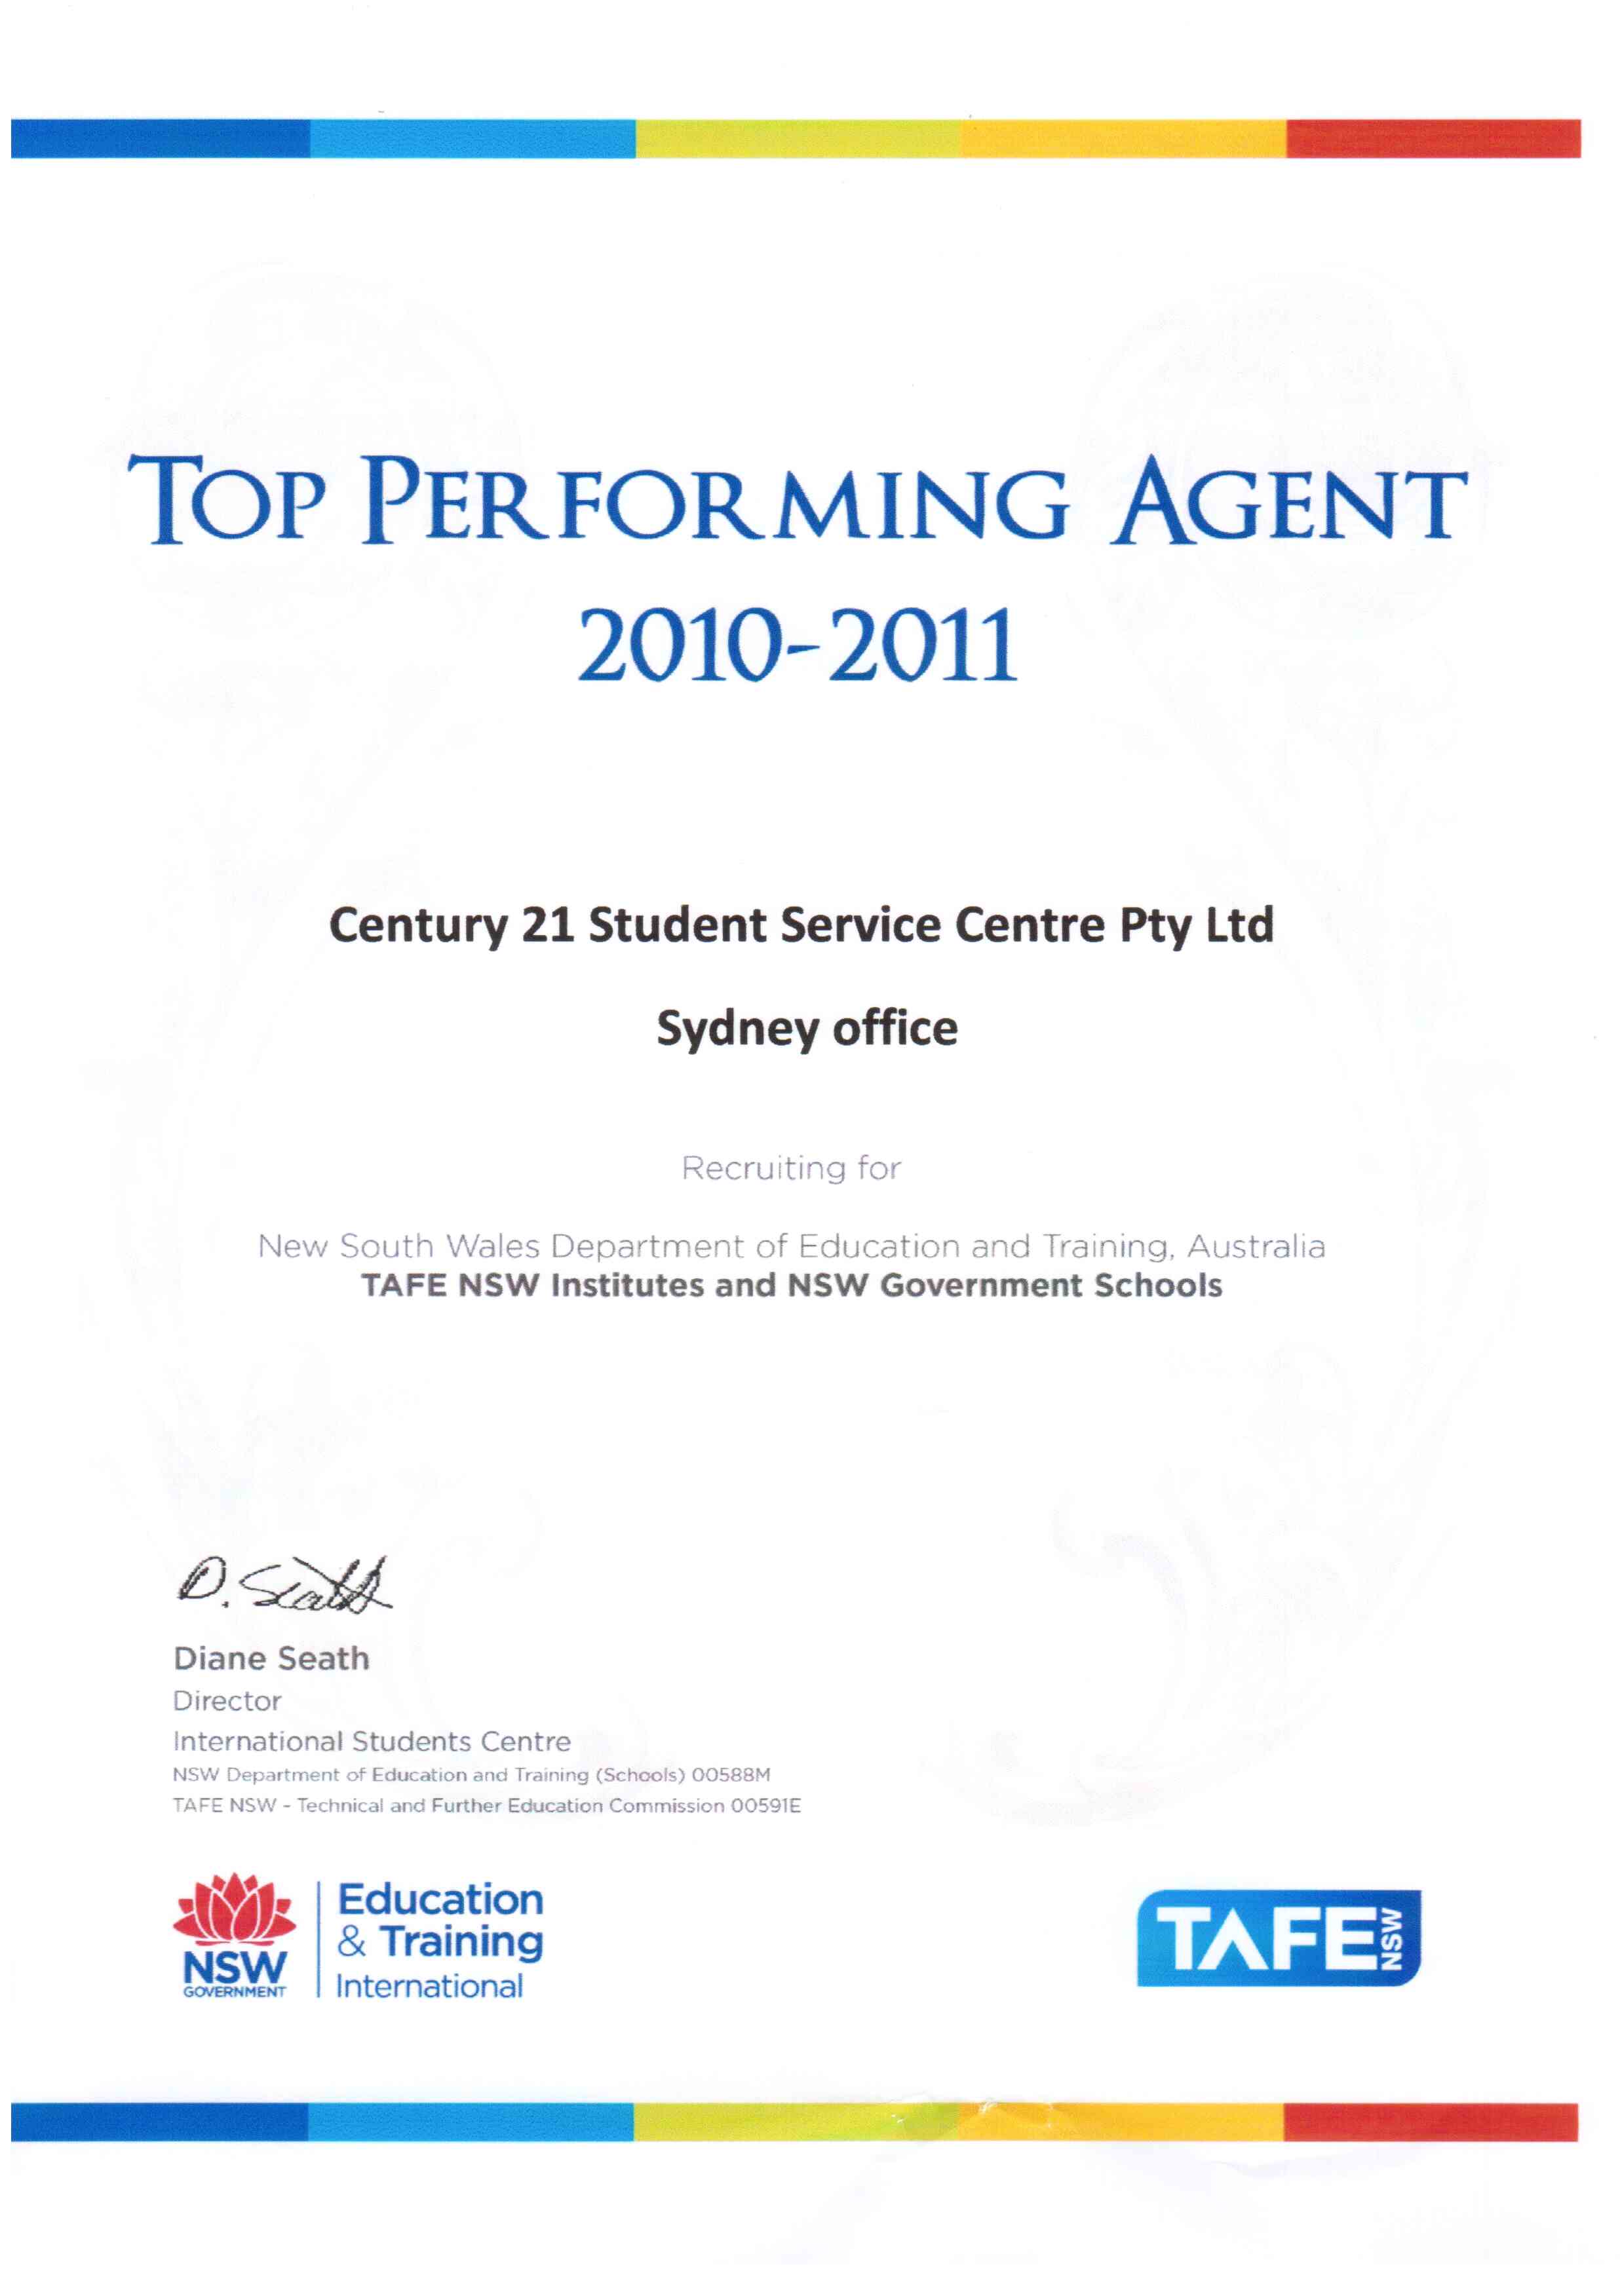 TOP PERFORMING AGENT
2010-2011
Century 21 Student Service Centre Pty Ltd
Sydney office
Recruiting for
New South Wales Department of Education and Training, Australia
TAFE NSW Institutes and NSW Government Schools
D. Seath
Diane Seath
Director
International Students Centre
NSW Department of Education and Training (Schools) 00588M
TAFE NSW - Technical and Further Education Commission 00591E
NSW
GOVERNMENT
Education
& Training
International
TAFE NSW